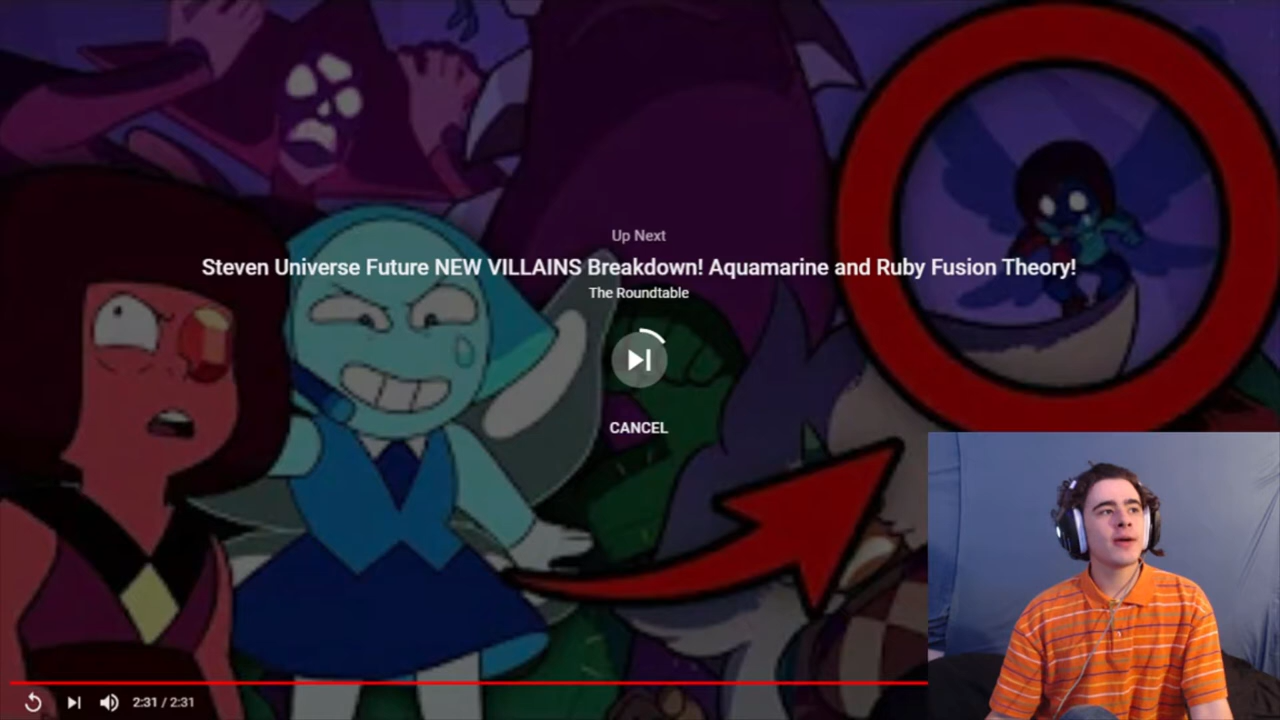 Up Next
Steven Universe Future NEW VILLAINS Breakdown! Aquamarine and Ruby Fusion Theory!
The Roundtable
CANCEL
2:31 / 2:31